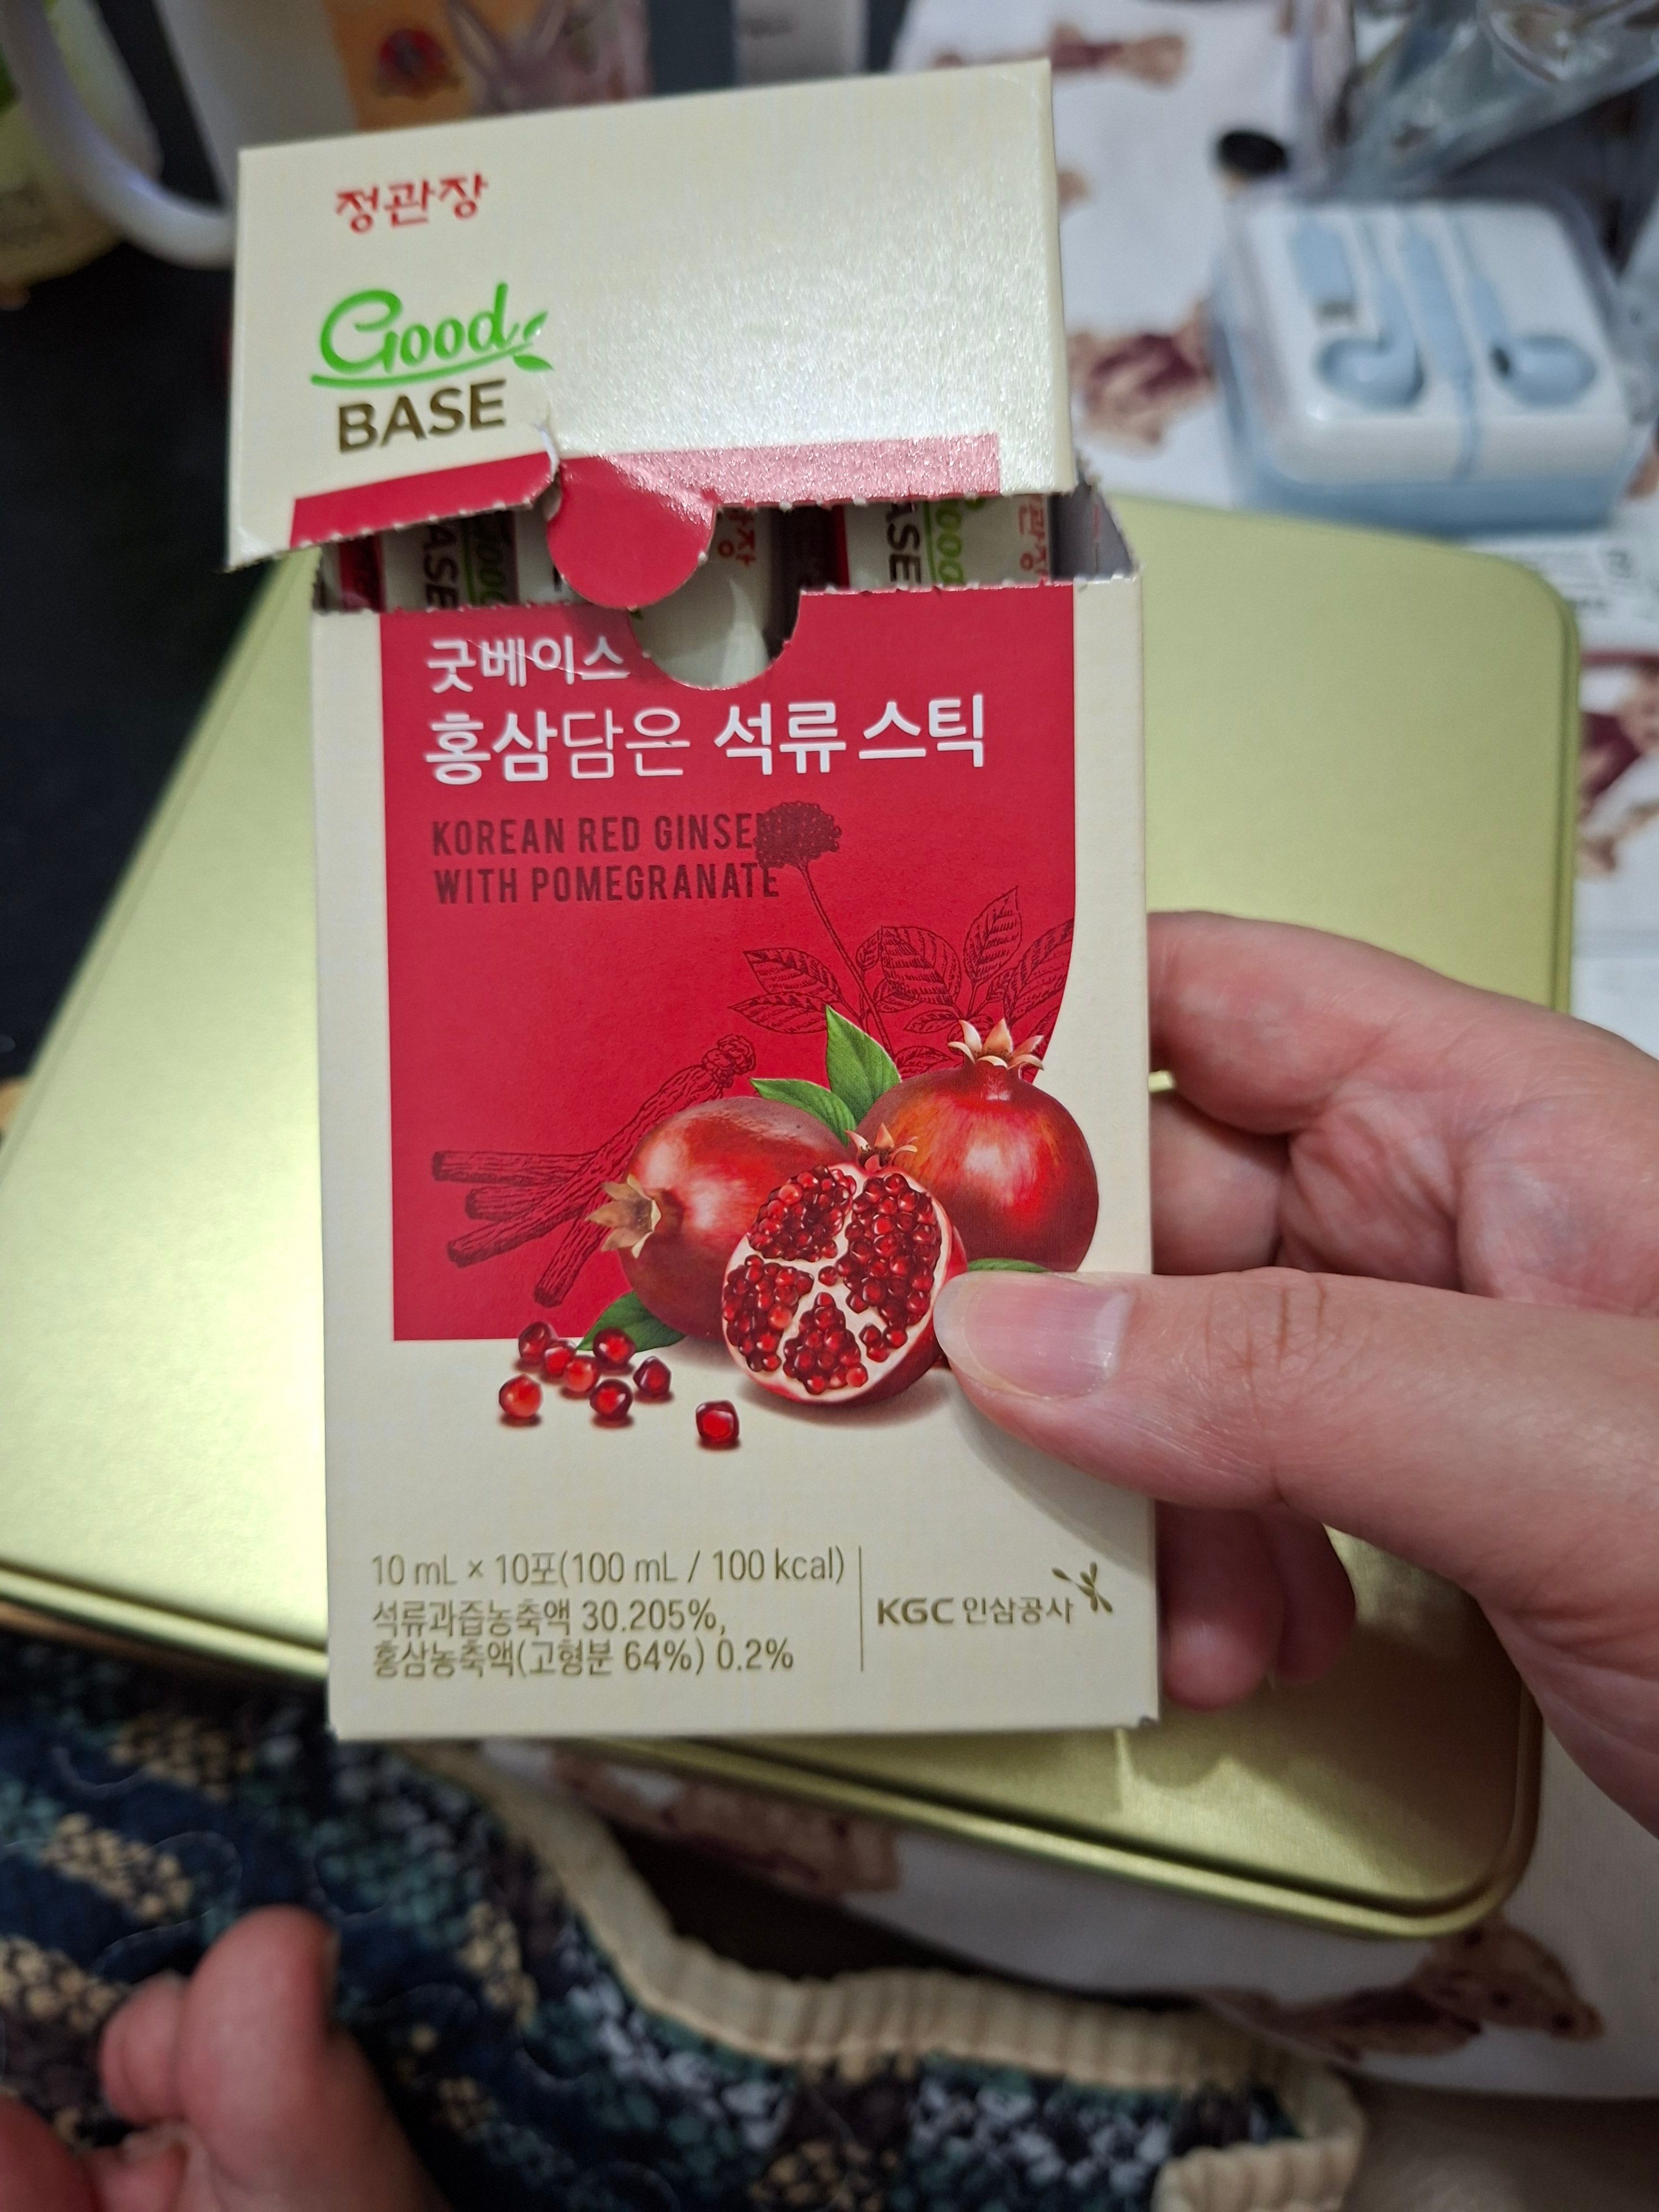 정관장
Good
BASE
굿베이스
홍삼담은 석류 스틱
KOREAN RED GINSE
WITH POMEGRANATE
10 mL × 10포(100 mL / 100 kcal)
석류과즙농축액 30.205%,
홍삼농축액(고형분 64%) 0.2%
KGC 인삼공사